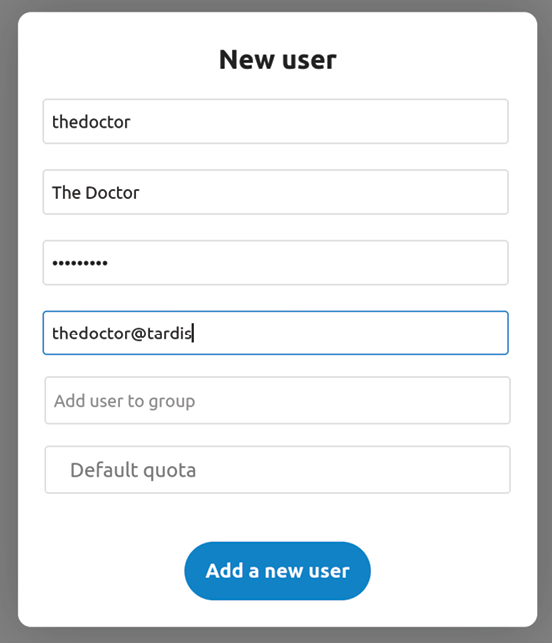 New user
thedoctor
The Doctor
•••••••••
thedoctor@tardis
Add user to group
Default quota
Add a new user